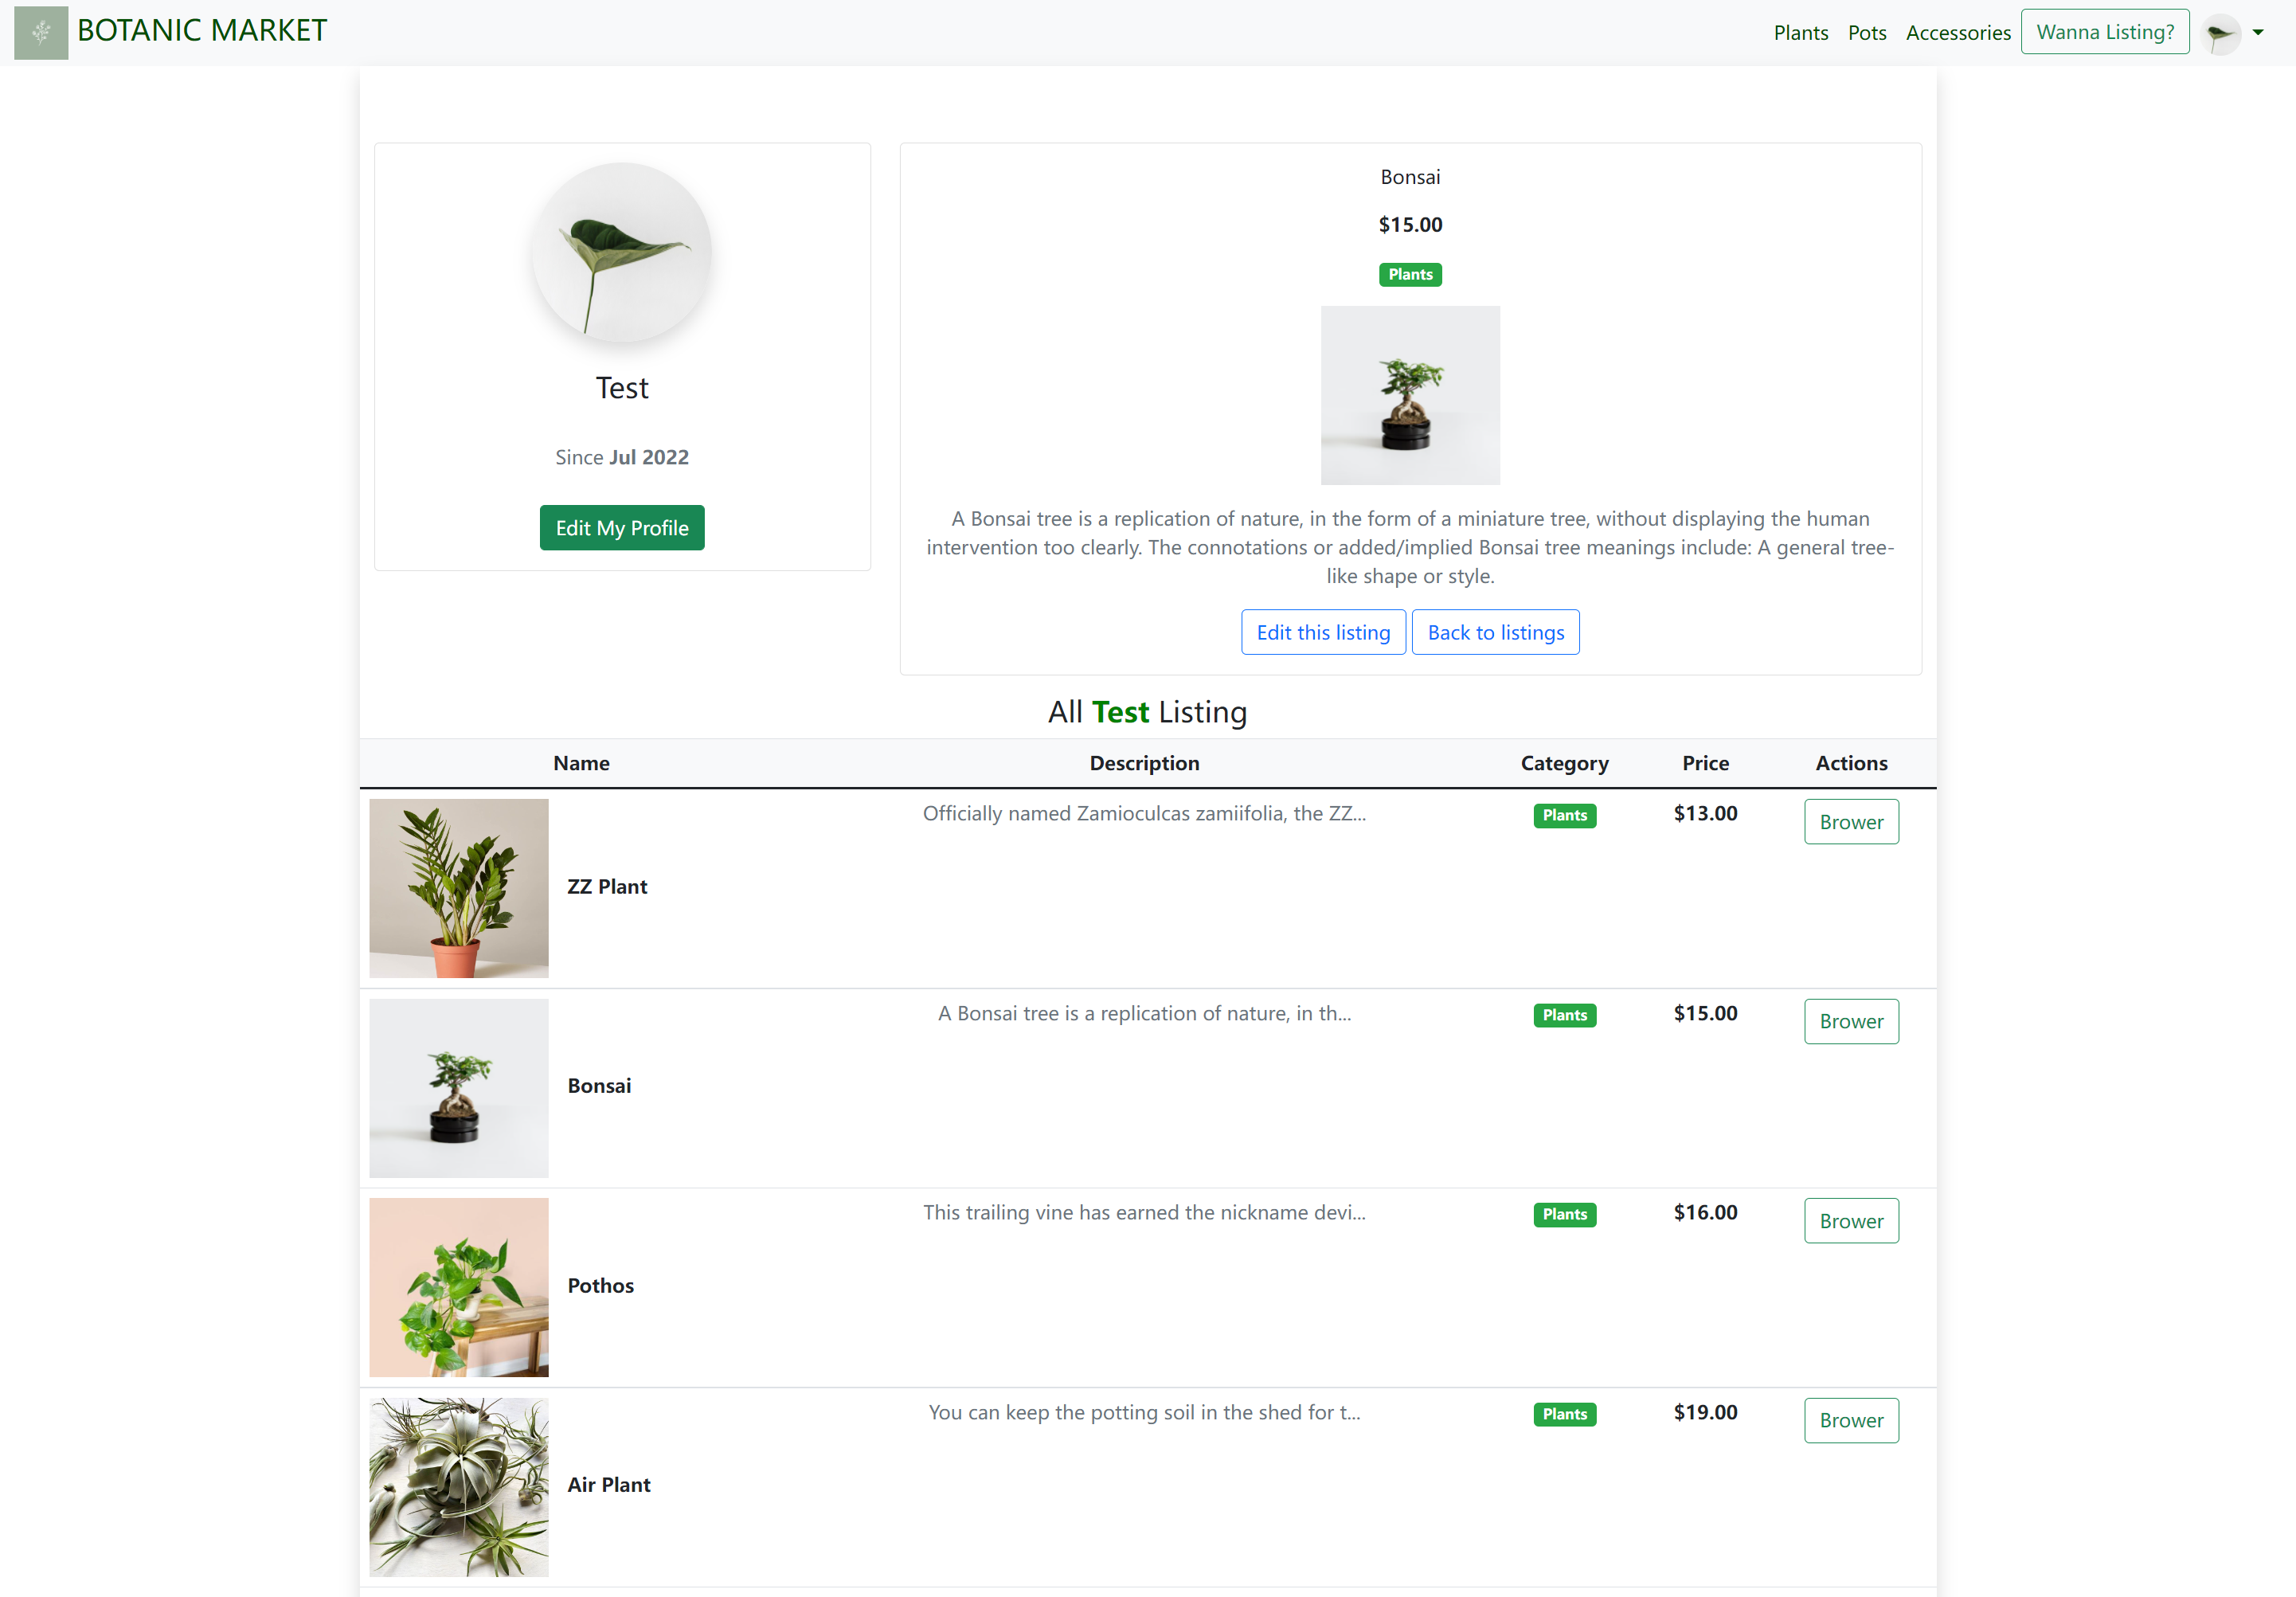 BOTANIC MARKET
Plants Pots Accessories Wanna Listing?
Test
Since Jul 2022
Edit My Profile
Bonsai
$15.00
Plants
A Bonsai tree is a replication of nature, in the form of a miniature tree, without displaying the human
intervention too clearly. The connotations or added/implied Bonsai tree meanings include: A general tree-
like shape or style.
Edit this listing Back to listings
All Test Listing
Name Description Category Price Actions
ZZ Plant Officially named Zamioculcas zamiifolia, the ZZ... Plants $13.00 Brower
Bonsai A Bonsai tree is a replication of nature, in th... Plants $15.00 Brower
Pothos This trailing vine has earned the nickname devi... Plants $16.00 Brower
Air Plant You can keep the potting soil in the shed for t... Plants $19.00 Brower